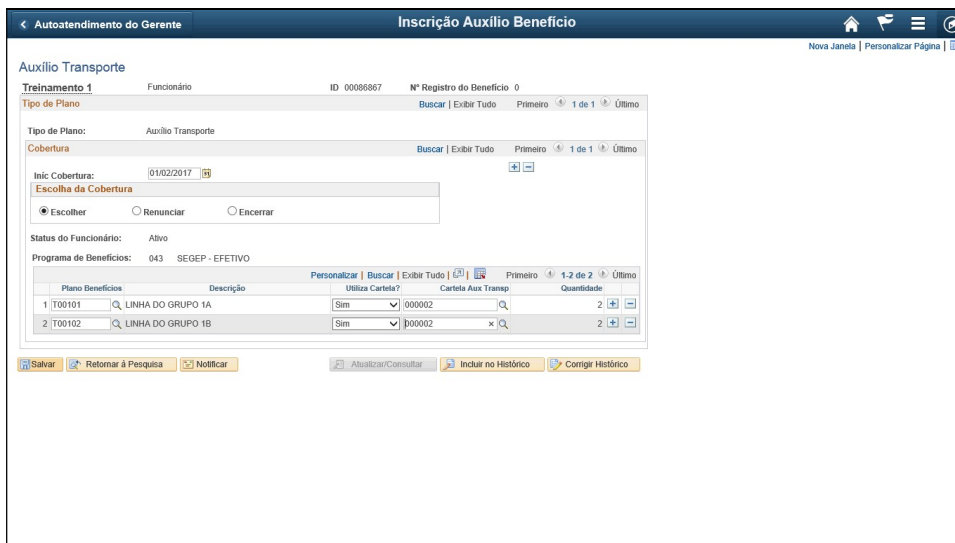 Autoatendimento do Gerente Inscrição Auxílio Benefício
Nova Janela | Personalizar Página |
Auxílio Transporte
Treinamento 1 Funcionário ID 00086867 Nº Registro do Benefício 0
Tipo de Plano Buscar | Exibir Tudo Primeiro 1 de 1 Último
Tipo de Plano: Auxílio Transporte
Cobertura Buscar | Exibir Tudo Primeiro 1 de 1 Último
Iníc Cobertura: 01/02/2017
Escolha da Cobertura
Escolher Renunciar Encerrar
Status do Funcionário: Ativo
Programa de Benefícios: 043 SEGEP - EFETIVO
Personalizar | Buscar | Exibir Tudo | | Primeiro 1-2 de 2 Último
Plano Benefícios Descrição Utiliza Cartela? Cartela Aux Transp Quantidade
1 T00101 LINHA DO GRUPO 1A Sim 000002 2
2 T00102 LINHA DO GRUPO 1B Sim 000002 2
Salvar Retornar à Pesquisa Notificar Atualizar/Consultar Incluir no Histórico Corrigir Histórico